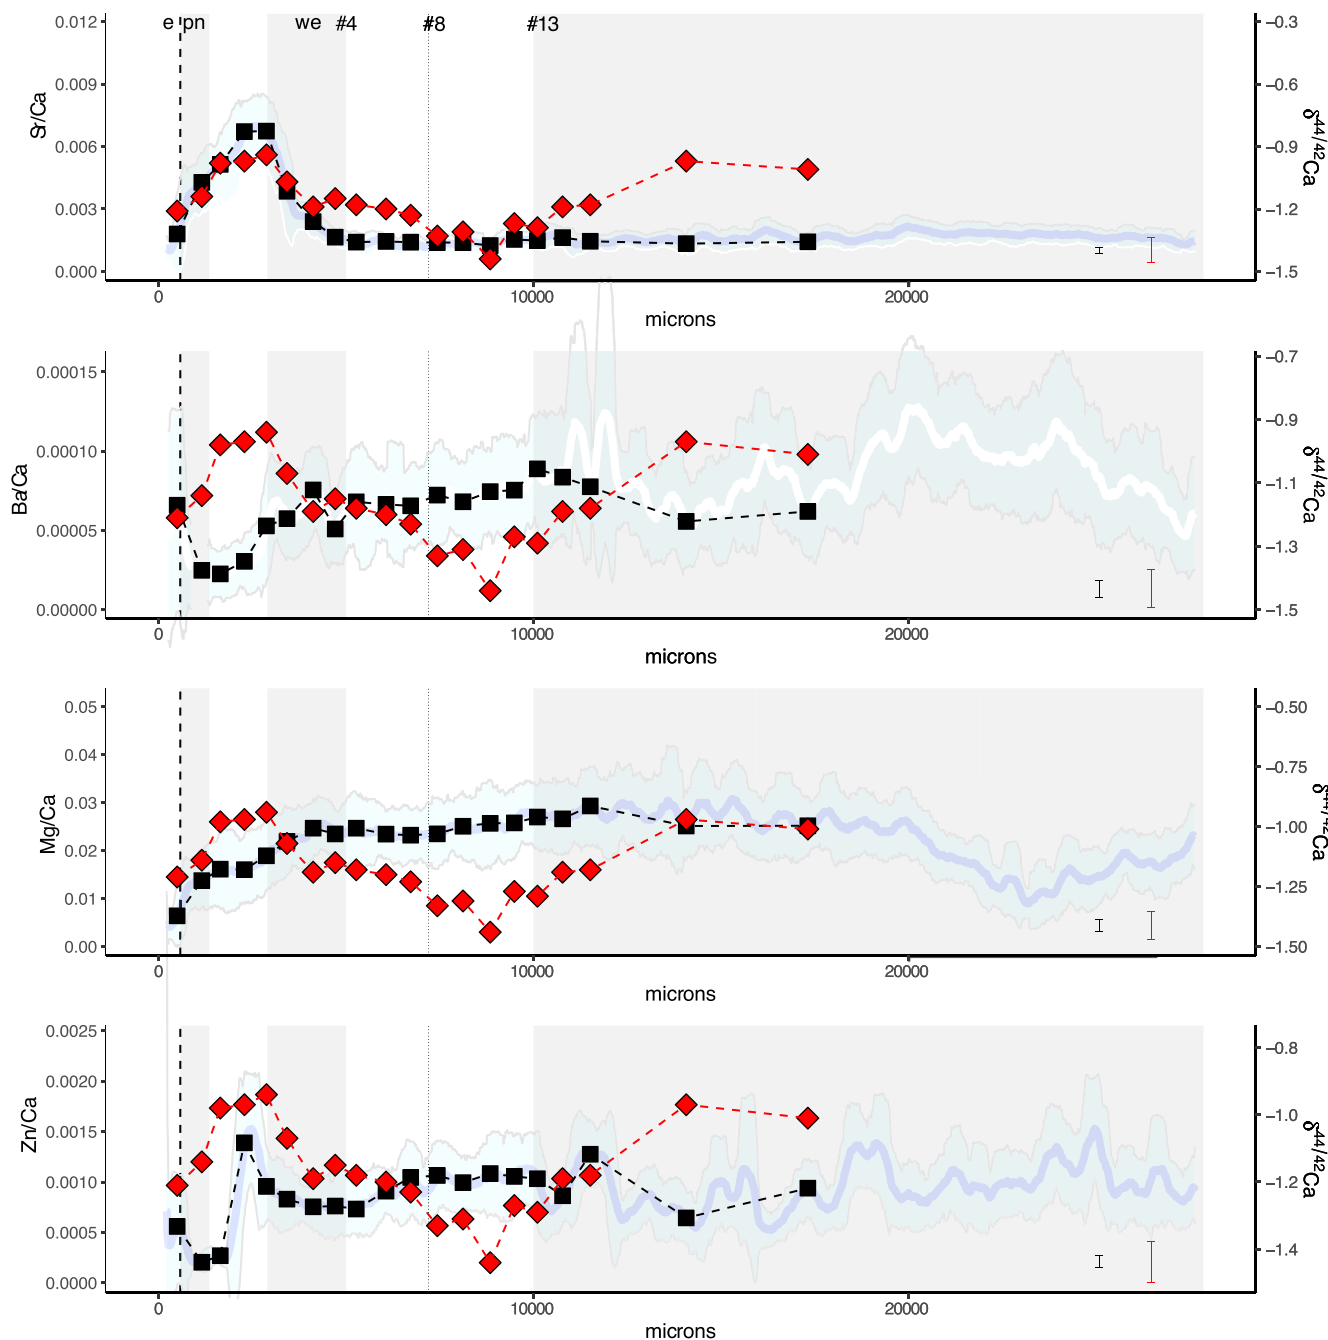 e pn we #4 #8 #13
0.012
0.009
0.006
0.003
0.000
Sr/Ca
−0.3
−0.6
−0.9
−1.2
−1.5
δ44/42Ca
0 10000 20000
microns
0.00015
0.00010
0.00005
0.00000
Ba/Ca
−0.7
−0.9
−1.1
−1.3
−1.5
δ44/42Ca
0 10000 20000
microns
0.05
0.04
0.03
0.02
0.01
0.00
Mg/Ca
−0.50
−0.75
−1.00
−1.25
−1.50
δ44/42Ca
0 10000 20000
microns
0.0025
0.0020
0.0015
0.0010
0.0005
0.0000
Zn/Ca
−0.8
−1.0
−1.2
−1.4
δ44/42Ca
0 10000 20000
microns